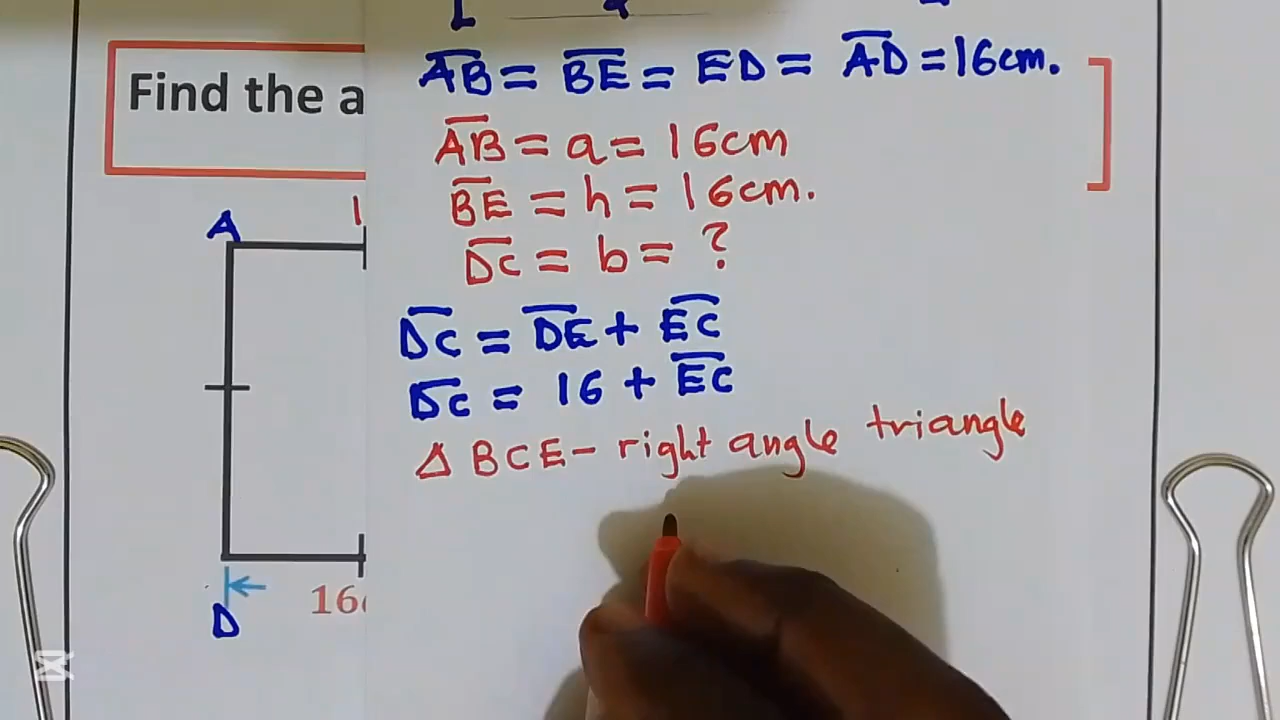 AB = BE = ED = AD = 16cm.
Find the a
AB = a = 16cm
BE = h = 16cm.
DC = b = ?
A
1
DC = DE + EC
DC = 16 + EC
Δ BCE - right angle triangle
16
D